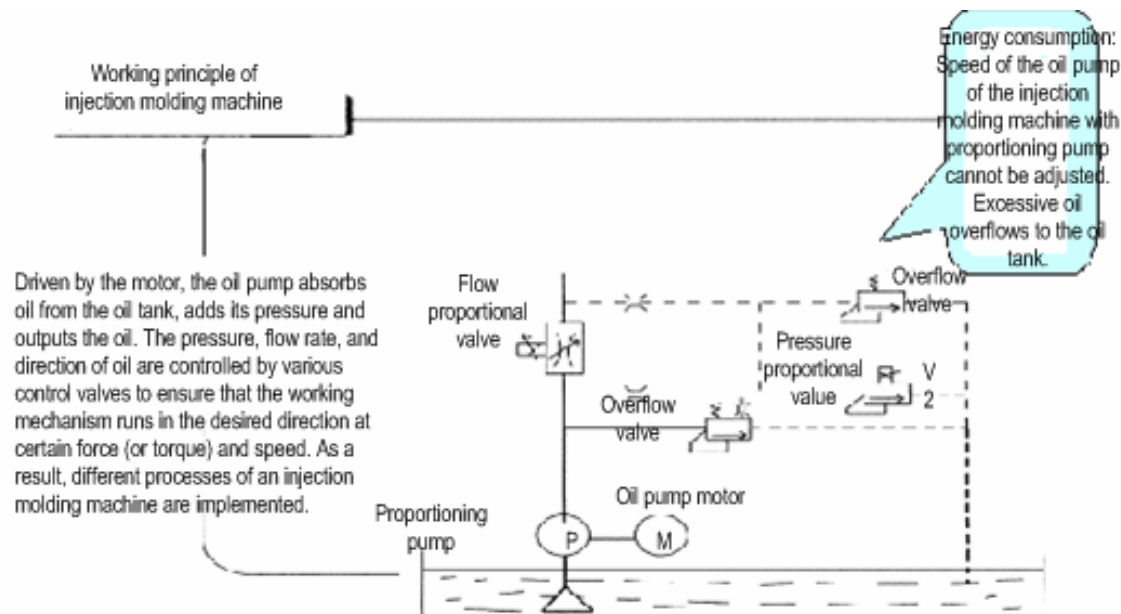 Working principle of
injection molding machine
Energy consumption:
Speed of the oil pump
of the injection
molding machine with
proportioning pump
cannot be adjusted.
Excessive oil
overflows to the oil
tank.
Driven by the motor, the oil pump absorbs
oil from the oil tank, adds its pressure and
outputs the oil. The pressure, flow rate, and
direction of oil are controlled by various
control valves to ensure that the working
mechanism runs in the desired direction at
certain force (or torque) and speed. As a
result, different processes of an injection
molding machine are implemented.
Flow
proportional
valve
Overflow
valve
Pressure
proportional
value
V
2
Overflow
valve
Oil pump motor
Proportioning
pump
P
M